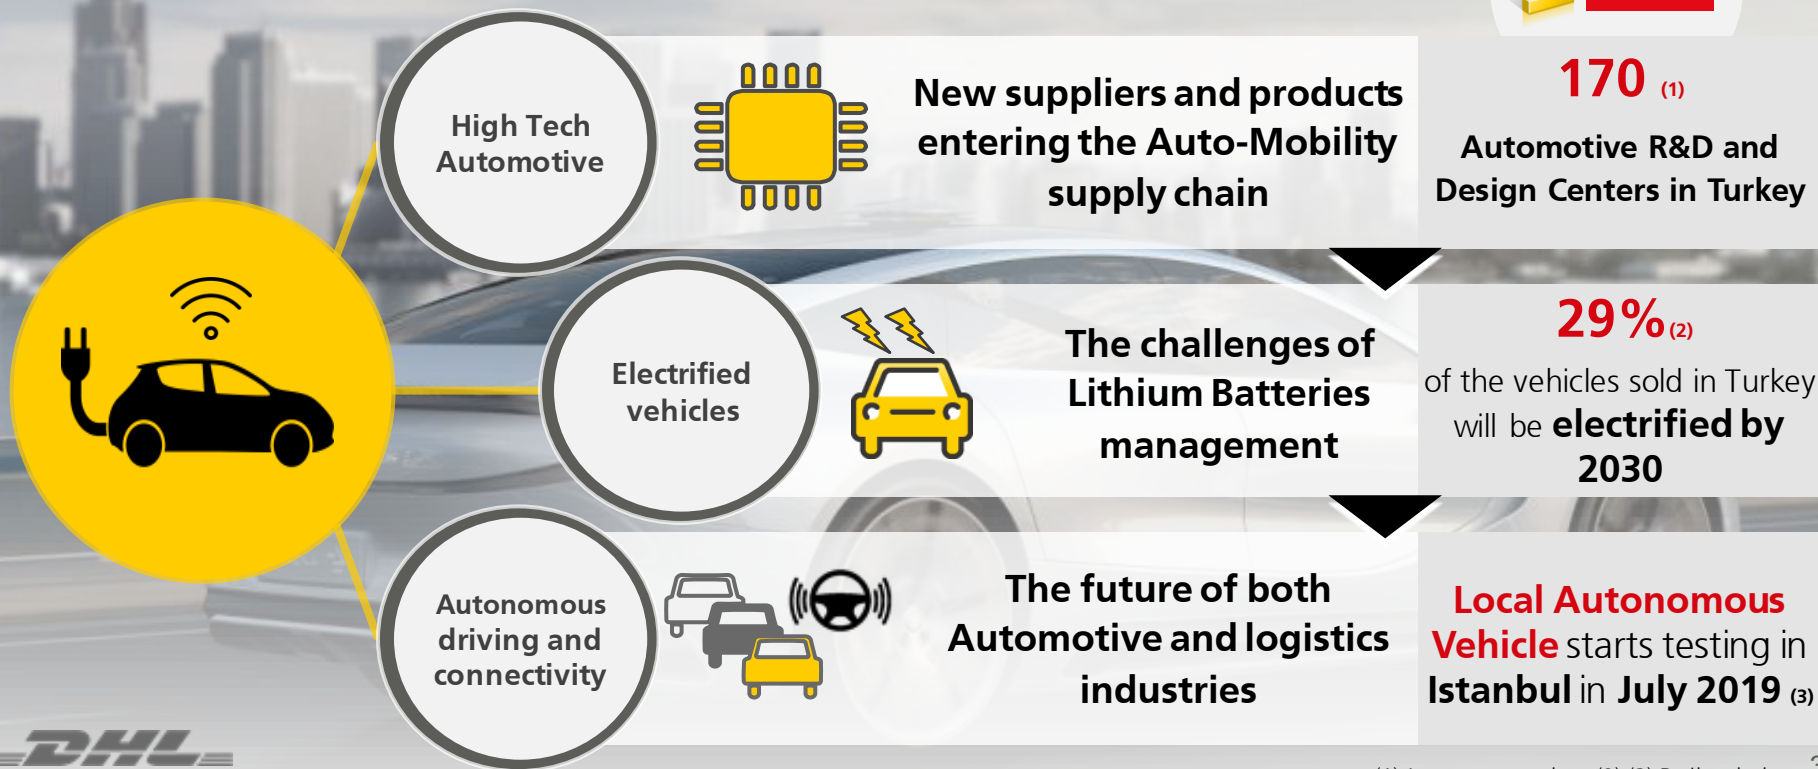 High Tech
Automotive
New suppliers and products
entering the Auto-Mobility
supply chain
170 (1)
Automotive R&D and
Design Centers in Turkey
Electrified
vehicles
The challenges of
Lithium Batteries
management
29% (2)
of the vehicles sold in Turkey
will be electrified by
2030
Autonomous
driving and
connectivity
The future of both
Automotive and logistics
industries
Local Autonomous
Vehicle starts testing in
Istanbul in July 2019 (3)
DHL